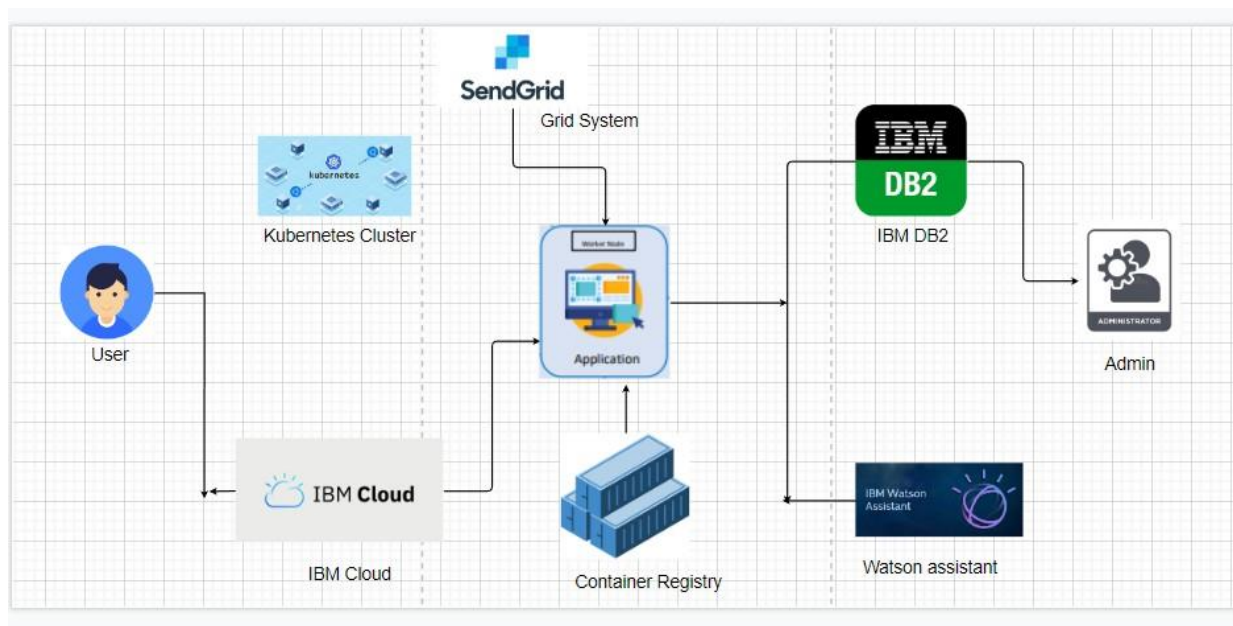 SendGrid
Grid System
kubernetes
Kubernetes Cluster
IBM
DB2
IBM DB2
Worker Node
Application
ADMINISTRATOR
Admin
User
IBM Cloud
IBM Cloud
Container Registry
IBM Watson
Assistant
Watson assistant